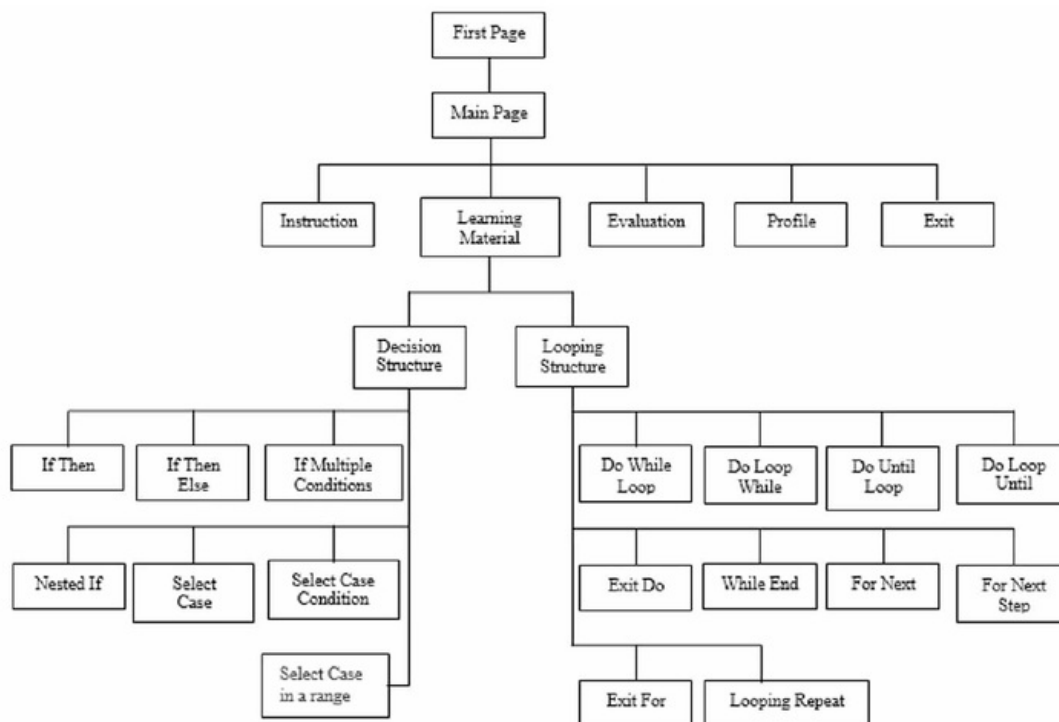 First Page
Main Page
Instruction
Learning
Material
Evaluation
Profile
Exit
Decision
Structure
Looping
Structure
If Then
If Then
Else
If Multiple
Conditions
Do While
Loop
Do Loop
While
Do Until
Loop
Do Loop
Until
Nested If
Select
Case
Select Case
Condition
Exit Do
While End
For Next
For Next
Step
Select Case
in a range
Exit For
Looping Repeat